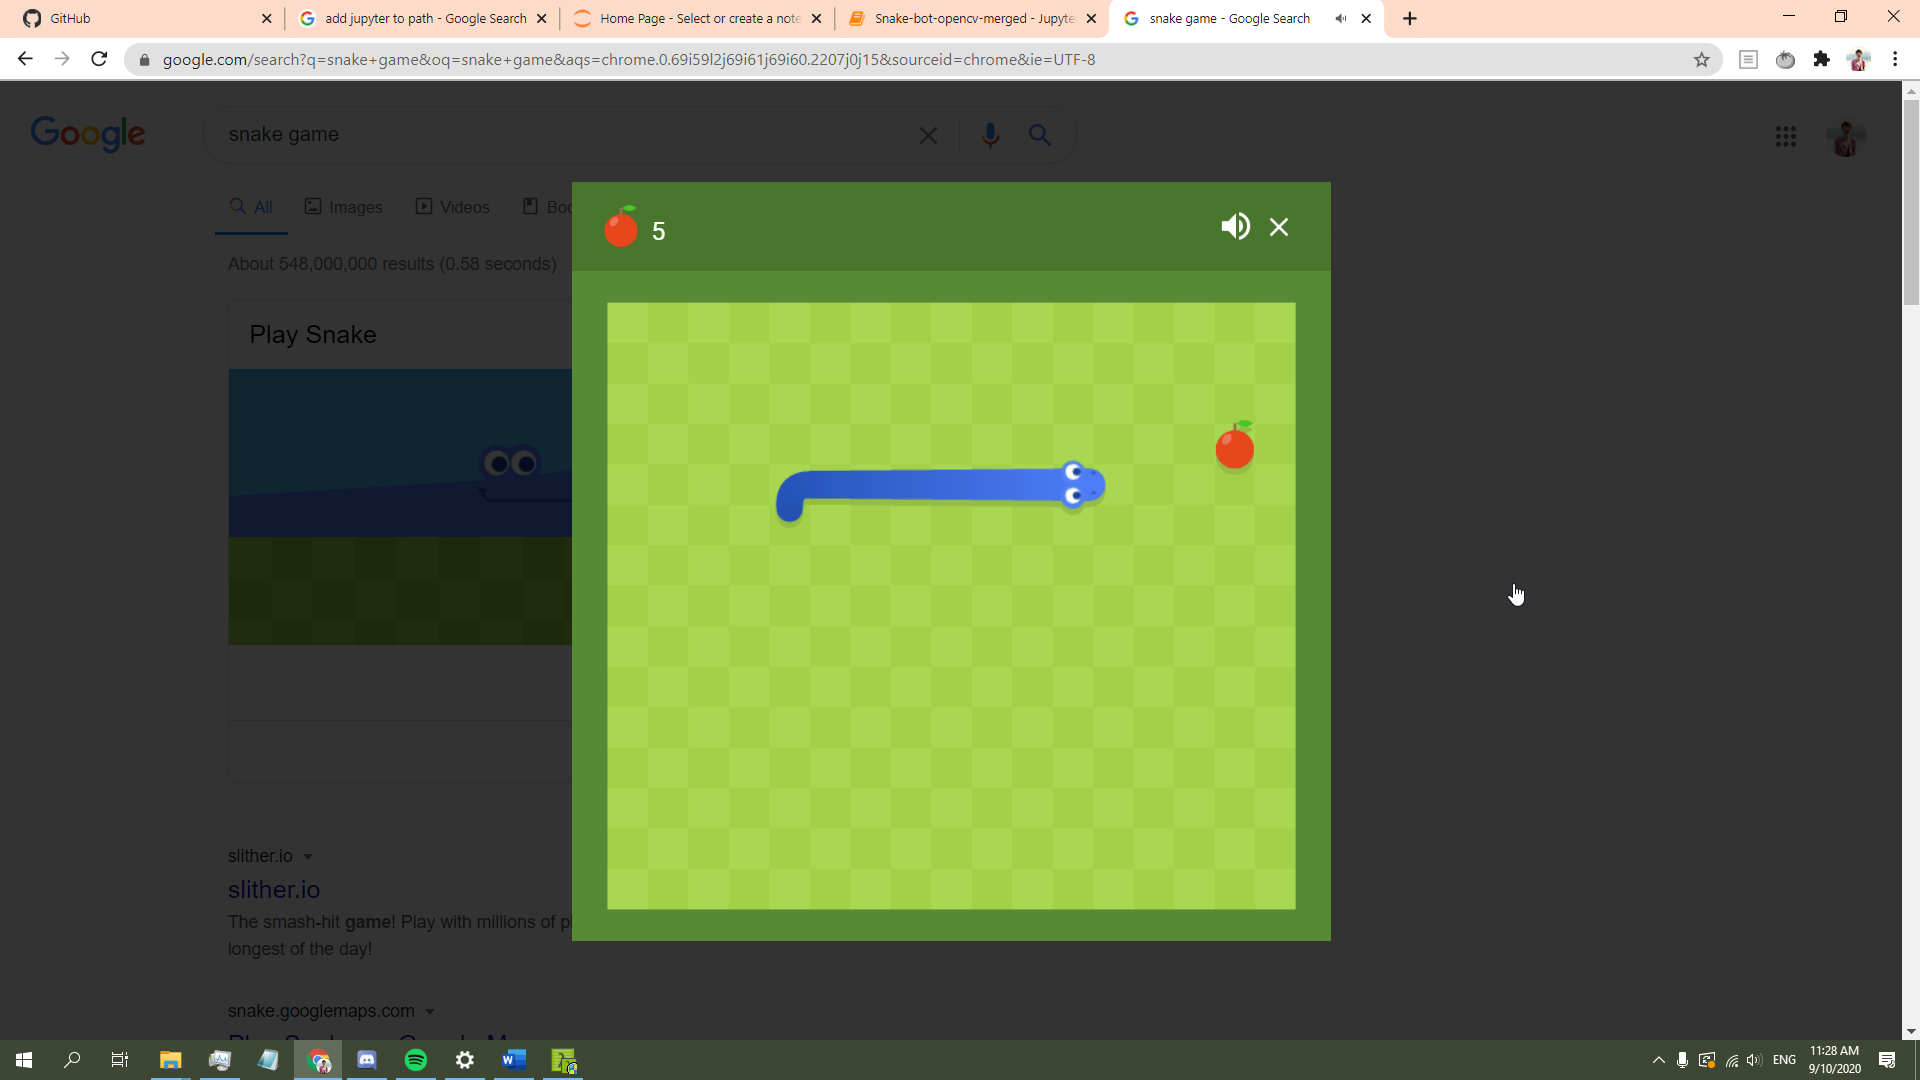 GitHub
add jupyter to path - Google Search
Home Page - Select or create a note
Snake-bot-opencv-merged - Jupyte
snake game - Google Search
google.com/search?q=snake+game&oq=snake+game&aqs=chrome.0.69i59l2j69i61j69i60.2207j0j15&sourceid=chrome&ie=UTF-8
Google
snake game
All
Images
Videos
Boo
5
About 548,000,000 results (0.58 seconds)
Play Snake
slither.io
slither.io
The smash-hit game! Play with millions of p
longest of the day!
snake.googlemaps.com
ENG
11:28 AM
9/10/2020